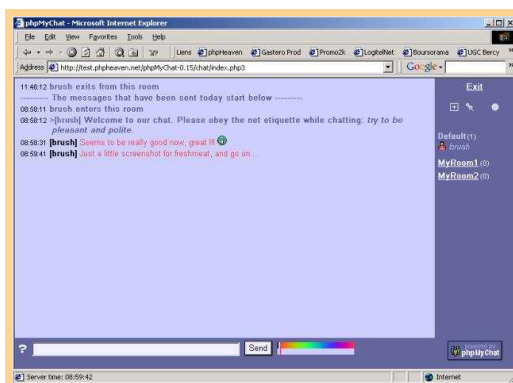 phpMyChat - Microsoft Internet Explorer
File Edit View Favorites Tools Help
Liens phpHeaven Gastero Prod Promo2k LogitelNet Boursorama UGC Bercy
Address http://test.phpheaven.net/phpMyChat-0.15/chat/index.php3 Google
11:46:12 brush exits from this room
--------- The messages that have been sent today start below ---------
08:58:11 brush enters in this room
08:58:12 >[brush] Welcome to our chat. Please obey the net etiquette while chatting: try to be
pleasant and polite.
08:58:31 [brush] Seems to be really good now, great !!!
08:59:41 [brush] Just a little screenshot for freshmeat, and go on ...
Exit
Default (1)
brush
MyRoom1 (0)
MyRoom2 (0)
? Send
powered by
phpMyChat
Server time: 08:59:42 Internet